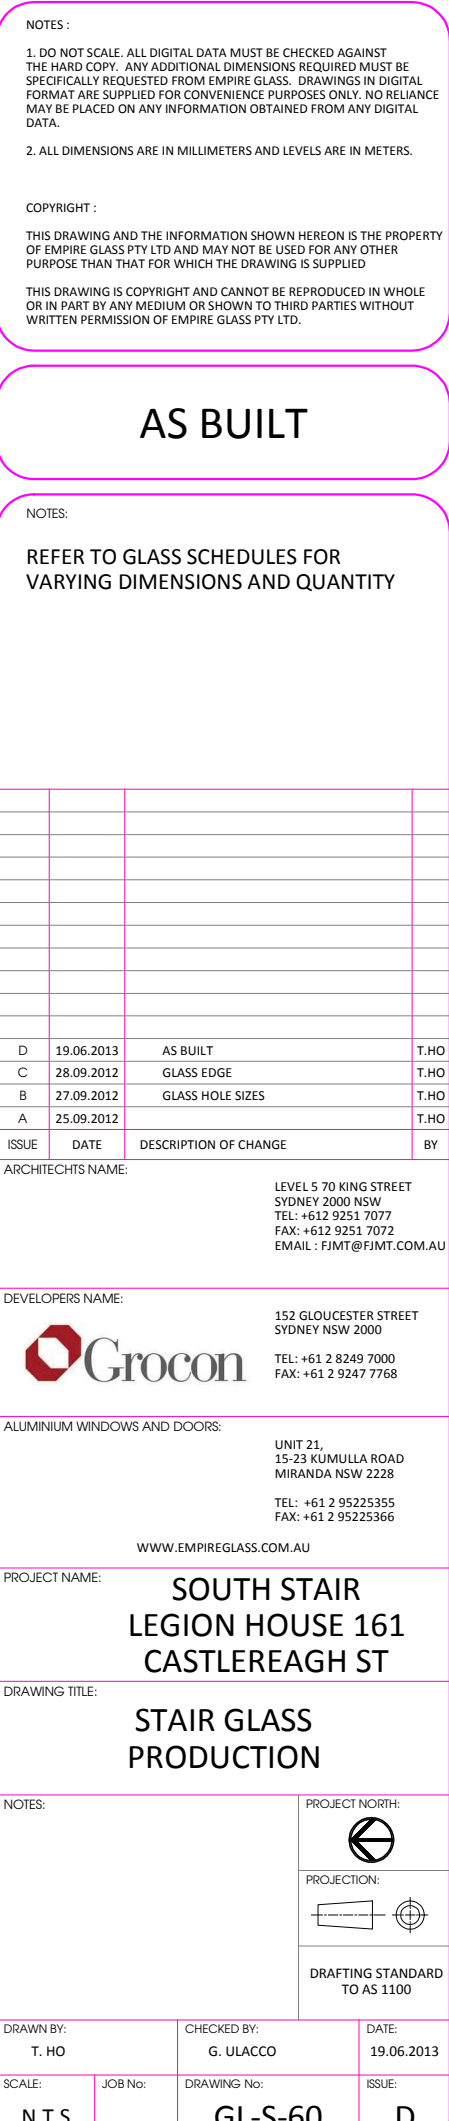 NOTES :
1. DO NOT SCALE. ALL DIGITAL DATA MUST BE CHECKED AGAINST
THE HARD COPY. ANY ADDITIONAL DIMENSIONS REQUIRED MUST BE
SPECIFICALLY REQUESTED FROM EMPIRE GLASS. DRAWINGS IN DIGITAL
FORMAT ARE SUPPLIED FOR CONVENIENCE PURPOSES ONLY. NO RELIANCE
MAY BE PLACED ON ANY INFORMATION OBTAINED FROM ANY DIGITAL
DATA.
2. ALL DIMENSIONS ARE IN MILLIMETERS AND LEVELS ARE IN METERS.
COPYRIGHT :
THIS DRAWING AND THE INFORMATION SHOWN HEREON IS THE PROPERTY
OF EMPIRE GLASS PTY LTD AND MAY NOT BE USED FOR ANY OTHER
PURPOSE THAN THAT FOR WHICH THE DRAWING IS SUPPLIED
THIS DRAWING IS COPYRIGHT AND CANNOT BE REPRODUCED IN WHOLE
OR IN PART BY ANY MEDIUM OR SHOWN TO THIRD PARTIES WITHOUT
WRITTEN PERMISSION OF EMPIRE GLASS PTY LTD.
AS BUILT
NOTES:
REFER TO GLASS SCHEDULES FOR
VARYING DIMENSIONS AND QUANTITY
D 19.06.2013 AS BUILT T.HO
C 28.09.2012 GLASS EDGE T.HO
B 27.09.2012 GLASS HOLE SIZES T.HO
A 25.09.2012 T.HO
ISSUE DATE DESCRIPTION OF CHANGE BY
ARCHITECHTS NAME:
LEVEL 5 70 KING STREET
SYDNEY 2000 NSW
TEL: +612 9251 7077
FAX: +612 9251 7072
EMAIL : FJMT@FJMT.COM.AU
DEVELOPERS NAME:
Grocon
152 GLOUCESTER STREET
SYDNEY NSW 2000
TEL: +61 2 8249 7000
FAX: +61 2 9247 7768
ALUMINIUM WINDOWS AND DOORS:
UNIT 21,
15-23 KUMULLA ROAD
MIRANDA NSW 2228
TEL: +61 2 95225355
FAX: +61 2 95225366
WWW.EMPIREGLASS.COM.AU
PROJECT NAME:
SOUTH STAIR
LEGION HOUSE 161
CASTLEREAGH ST
DRAWING TITLE:
STAIR GLASS
PRODUCTION
NOTES:
PROJECT NORTH:
PROJECTION:
DRAFTING STANDARD
TO AS 1100
DRAWN BY: CHECKED BY: DATE:
T. HO G. ULACCO 19.06.2013
SCALE: JOB No: DRAWING No: ISSUE:
N.T.S. GL-S-60 D